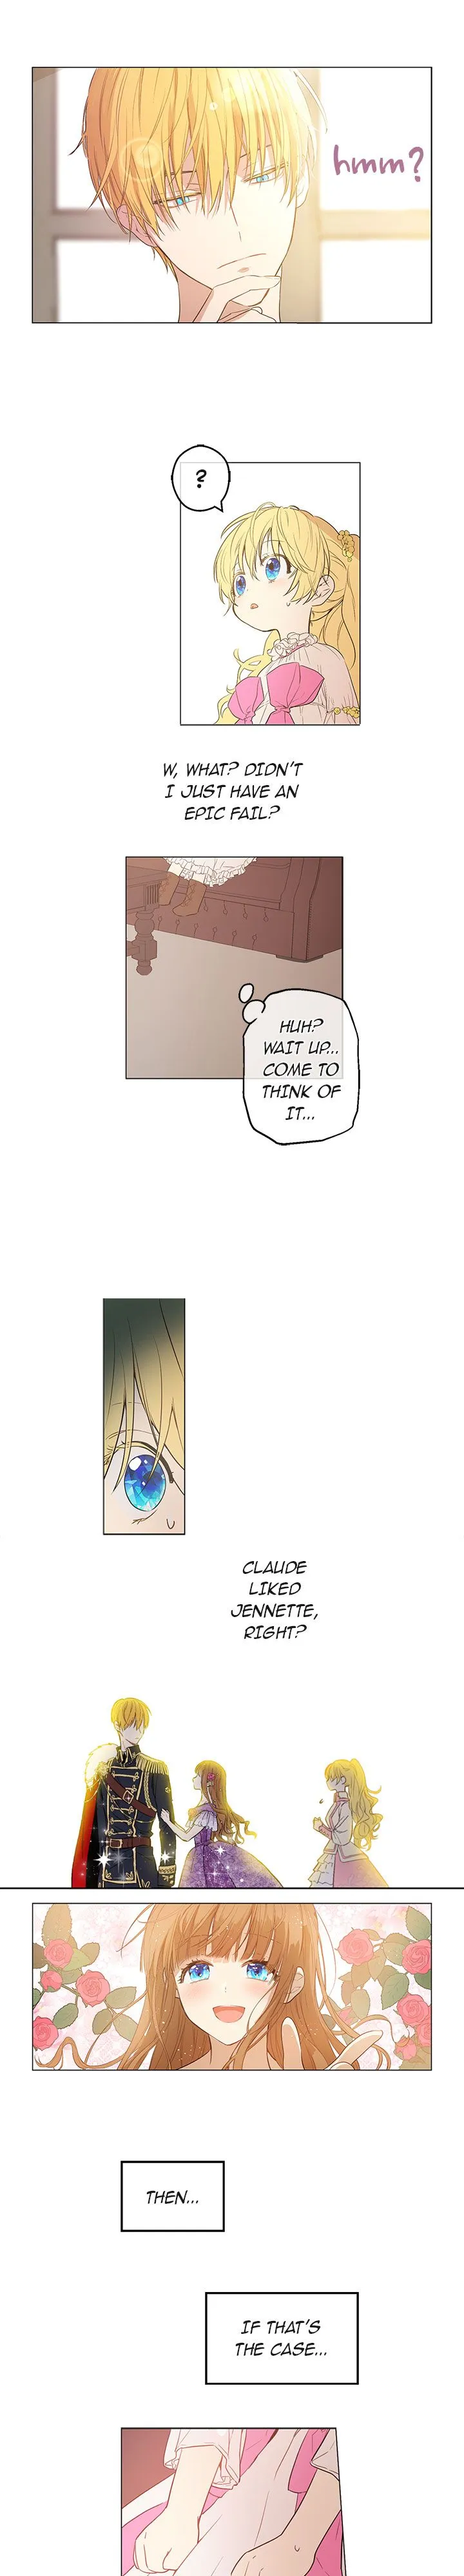 hmm?
?
W, WHAT? DIDN'T
I JUST HAVE AN
EPIC FAIL?
HUH?
WAIT UP...
COME TO
THINK OF
IT...
CLAUDE
LIKED
JENNETTE,
RIGHT?
THEN...
IF THAT'S
THE CASE...